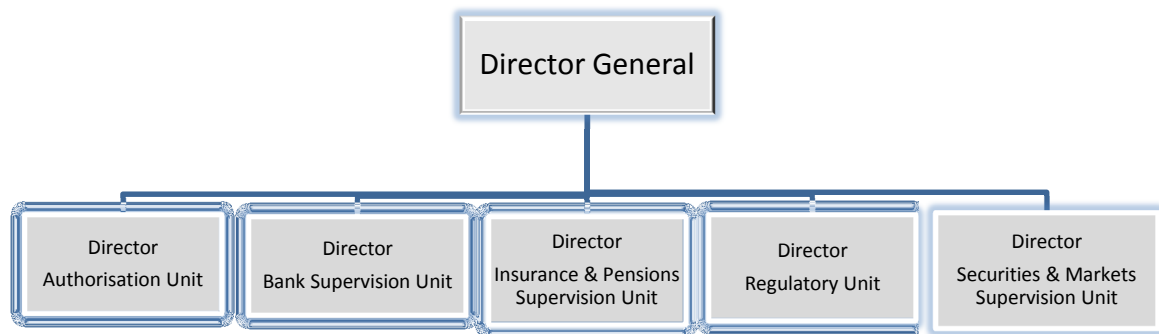 Director General
Director
Authorisation Unit
Director
Bank Supervision Unit
Director
Insurance & Pensions
Supervision Unit
Director
Regulatory Unit
Director
Securities & Markets
Supervision Unit